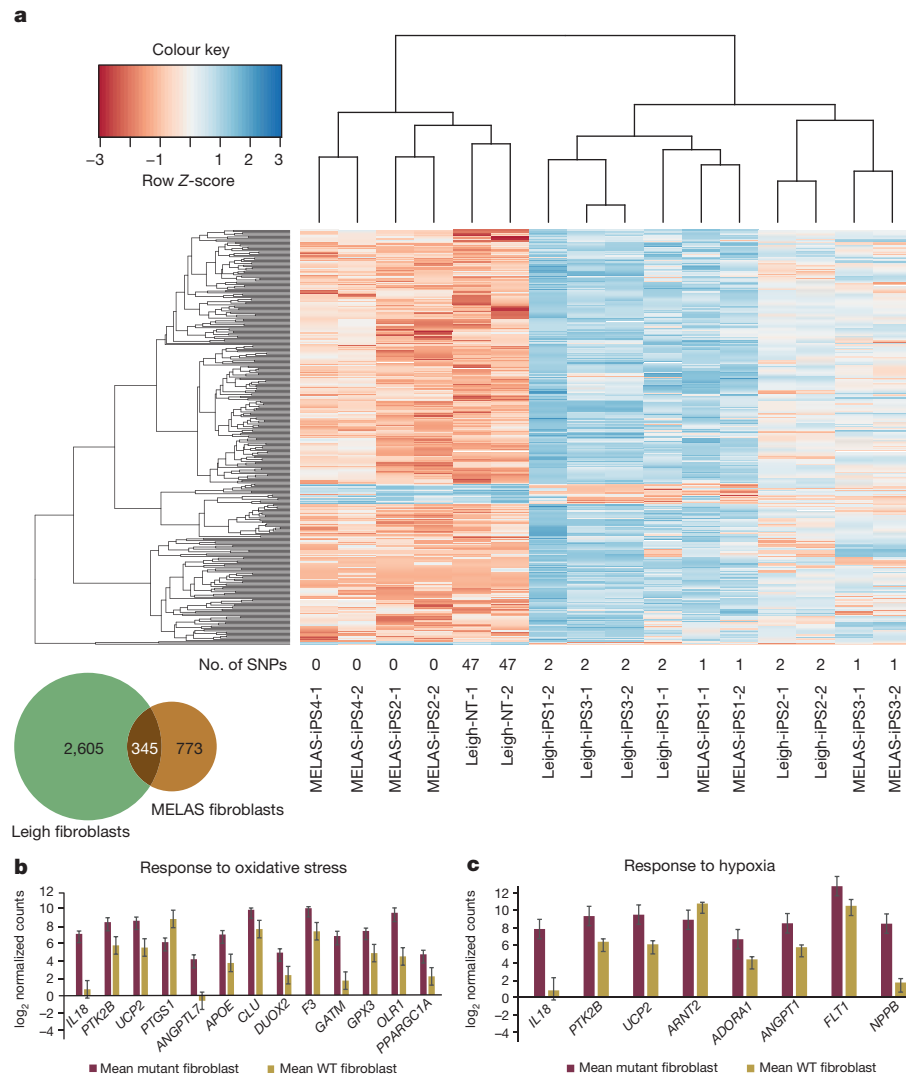 a
Colour key
−3 −1 1 2 3
Row Z-score
No. of SNPs 0 0 0 0 47 47 2 2 2 2 1 1 2 2 1 1
MELAS-iPS4-1
MELAS-iPS4-2
MELAS-iPS2-1
MELAS-iPS2-2
Leigh-NT-1
Leigh-NT-2
Leigh-iPS1-2
Leigh-iPS3-1
Leigh-iPS3-2
Leigh-iPS1-1
MELAS-iPS1-1
MELAS-iPS1-2
Leigh-iPS2-1
Leigh-iPS2-2
MELAS-iPS3-1
MELAS-iPS3-2
2,605 345 773
MELAS fibroblasts
Leigh fibroblasts
b
Response to oxidative stress
log2 normalized counts
12
10
8
6
4
2
0
−2
−4
IL18
PTK2B
UCP2
PTGS1
ANGPTL7
APOE
CLU
DUOX2
F3
GATM
GPX3
OLR1
PPARGC1A
Mean mutant fibroblast Mean WT fibroblast
c
Response to hypoxia
log2 normalized counts
12
10
8
6
4
2
0
−2
−4
IL18
PTK2B
UCP2
ARNT2
ADORA1
ANGPT1
FLT1
NPPB
Mean mutant fibroblast Mean WT fibroblast